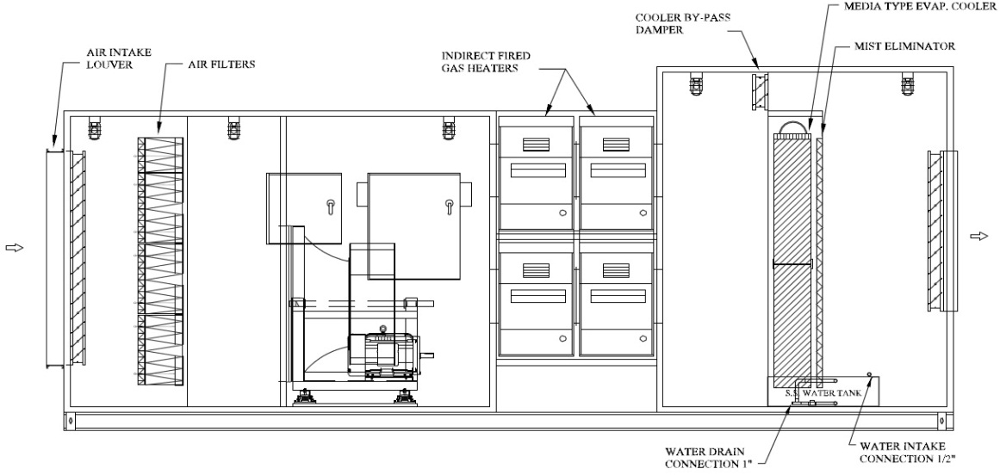 MEDIA TYPE EVAP. COOLER
COOLER BY-PASS
DAMPER
MIST ELIMINATOR
AIR INTAKE
LOUVER
AIR FILTERS
INDIRECT FIRED
GAS HEATERS
S.S. WATER TANK
WATER DRAIN
CONNECTION 1"
WATER INTAKE
CONNECTION 1/2"